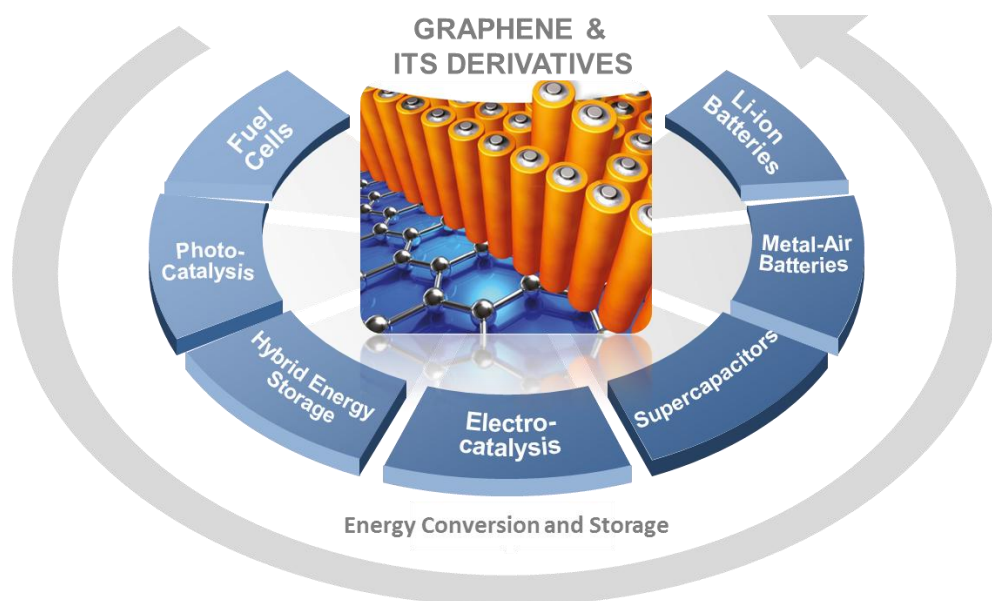 GRAPHENE &
ITS DERIVATIVES
Fuel
Cells
Photo-
Catalysis
Hybrid Energy
Storage
Electro-
catalysis
Supercapacitors
Metal-Air
Batteries
Li-ion
Batteries
Energy Conversion and Storage